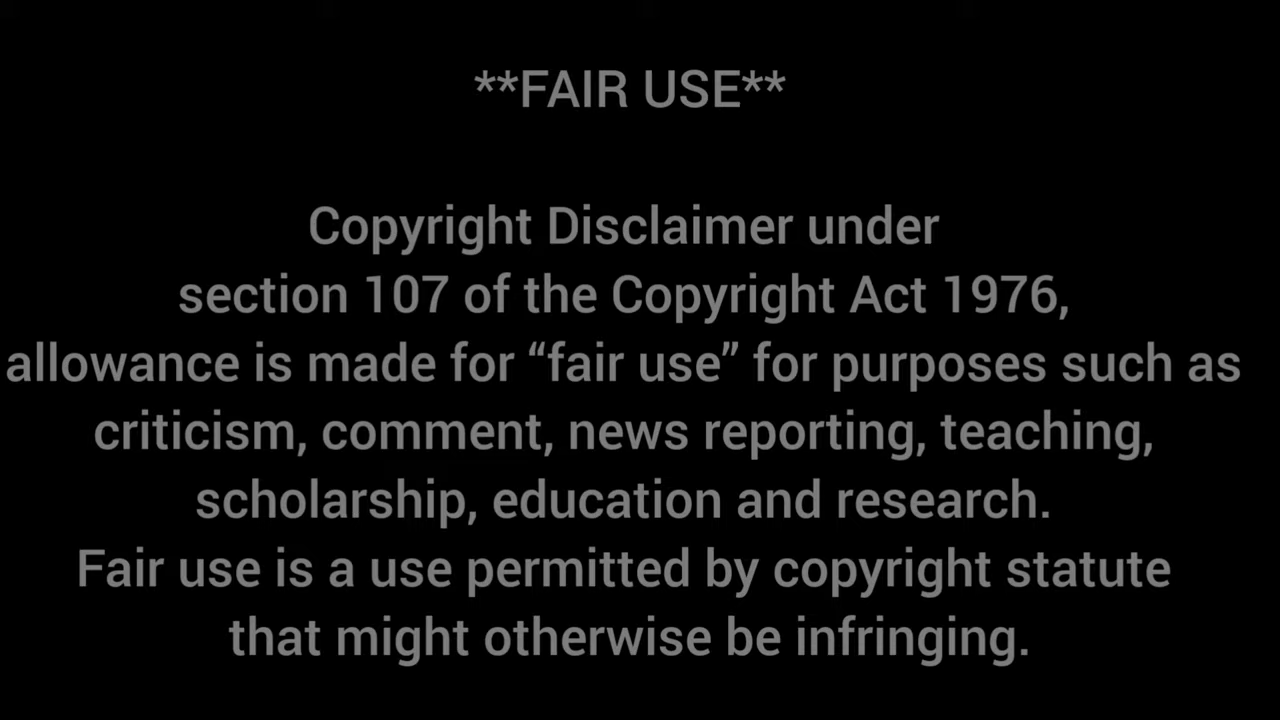 **FAIR USE**
Copyright Disclaimer under
section 107 of the Copyright Act 1976,
allowance is made for “fair use” for purposes such as
criticism, comment, news reporting, teaching,
scholarship, education and research.
Fair use is a use permitted by copyright statute
that might otherwise be infringing.